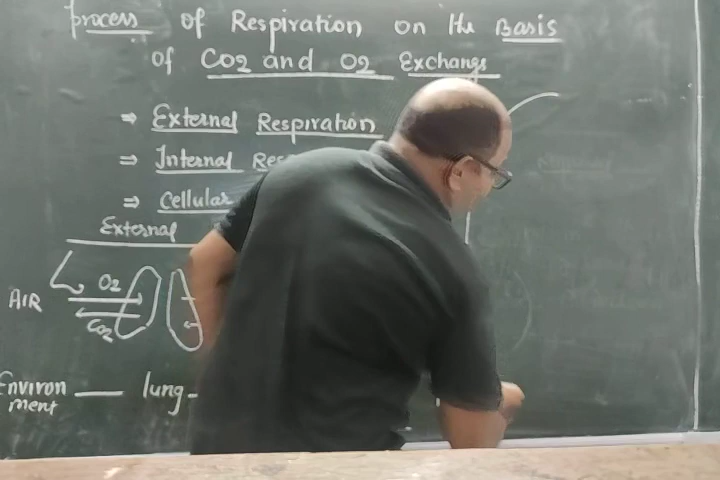 process of Respiration on the Basis
of CO2 and O2 Exchange
⇒ External Respiration
⇒ Internal Res
⇒ Cellular
External
O2
AIR
CO2
Environ
ment — lung-